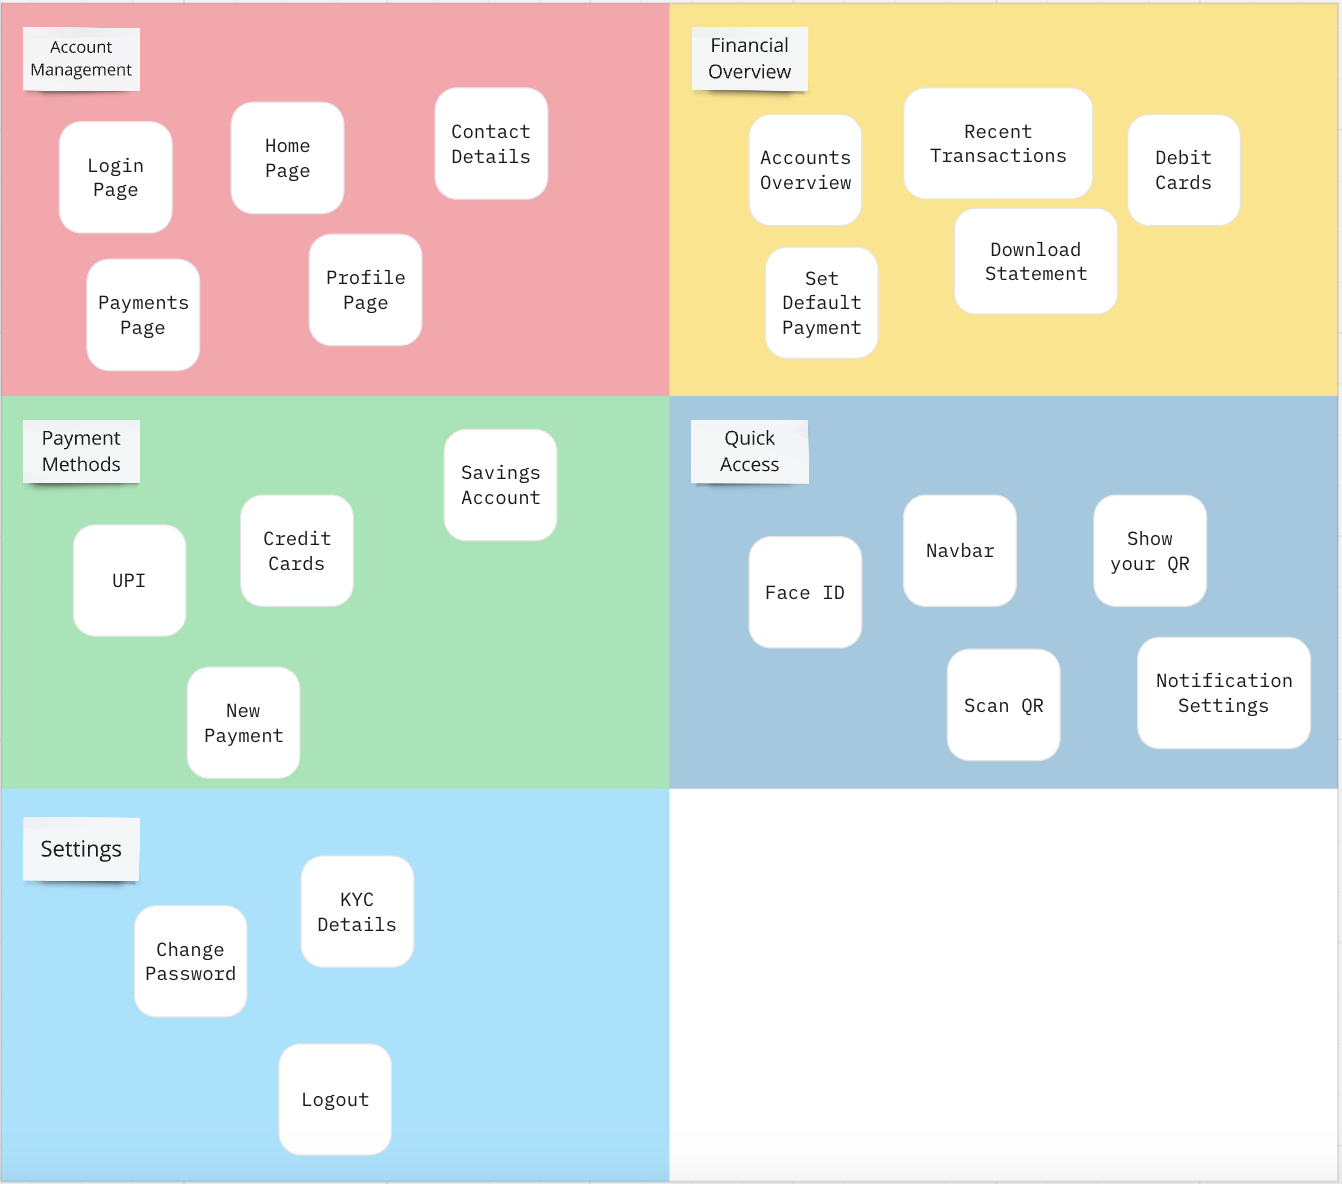 Account
Management
Login
Page
Home
Page
Contact
Details
Payments
Page
Profile
Page
Financial
Overview
Accounts
Overview
Recent
Transactions
Debit
Cards
Set
Default
Payment
Download
Statement
Payment
Methods
UPI
Credit
Cards
Savings
Account
New
Payment
Quick
Access
Face ID
Navbar
Show
your QR
Scan QR
Notification
Settings
Settings
Change
Password
KYC
Details
Logout